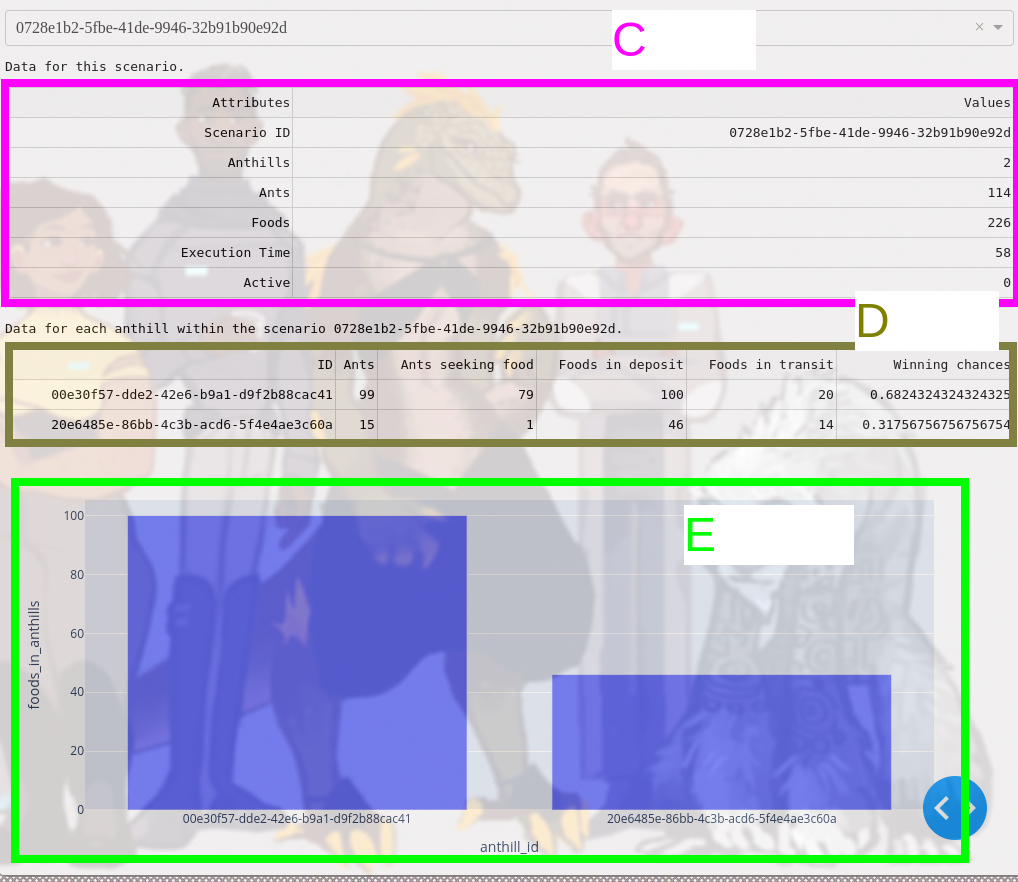 0728e1b2-5fbe-41de-9946-32b91b90e92d × 
C
Data for this scenario.
Attributes Values
Scenario ID 0728e1b2-5fbe-41de-9946-32b91b90e92d
Anthills 2
Ants 114
Foods 226
Execution Time 58
Active 0
D
Data for each anthill within the scenario 0728e1b2-5fbe-41de-9946-32b91b90e92d.
ID Ants Ants seeking food Foods in deposit Foods in transit Winning chances
00e30f57-dde2-42e6-b9a1-d9f2b88cac41 99 79 100 20 0.6824324324324325
20e6485e-86bb-4c3b-acd6-5f4e4ae3c60a 15 1 46 14 0.31756756756756754
E
foods_in_anthills
100
80
60
40
20
0
00e30f57-dde2-42e6-b9a1-d9f2b88cac41 20e6485e-86bb-4c3b-acd6-5f4e4ae3c60a
anthill_id